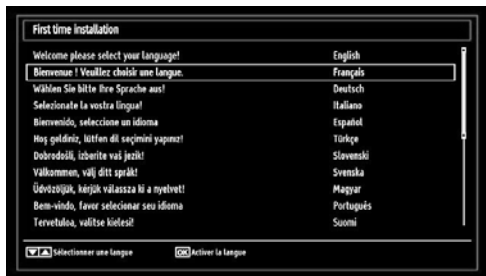 First time installation
Welcome please select your language! English
Bienvenue ! Veuillez choisir une langue. Français
Wählen Sie bitte Ihre Sprache aus! Deutsch
Selezionate la vostra lingua! Italiano
Bienvenido, seleccione un idioma Español
Hoş geldiniz, lütfen dil seçimini yapınız! Türkçe
Dobrodošli, izberite vaš jezik! Slovenski
Välkommen, välj ditt språk! Svenska
Üdvözöljük, kérjük válassza ki a nyelvet! Magyar
Bem-vindo, favor selecionar seu idioma Português
Tervetuloa, valitse kielesi! Suomi
Sélectionner une langue OK Activer la langue